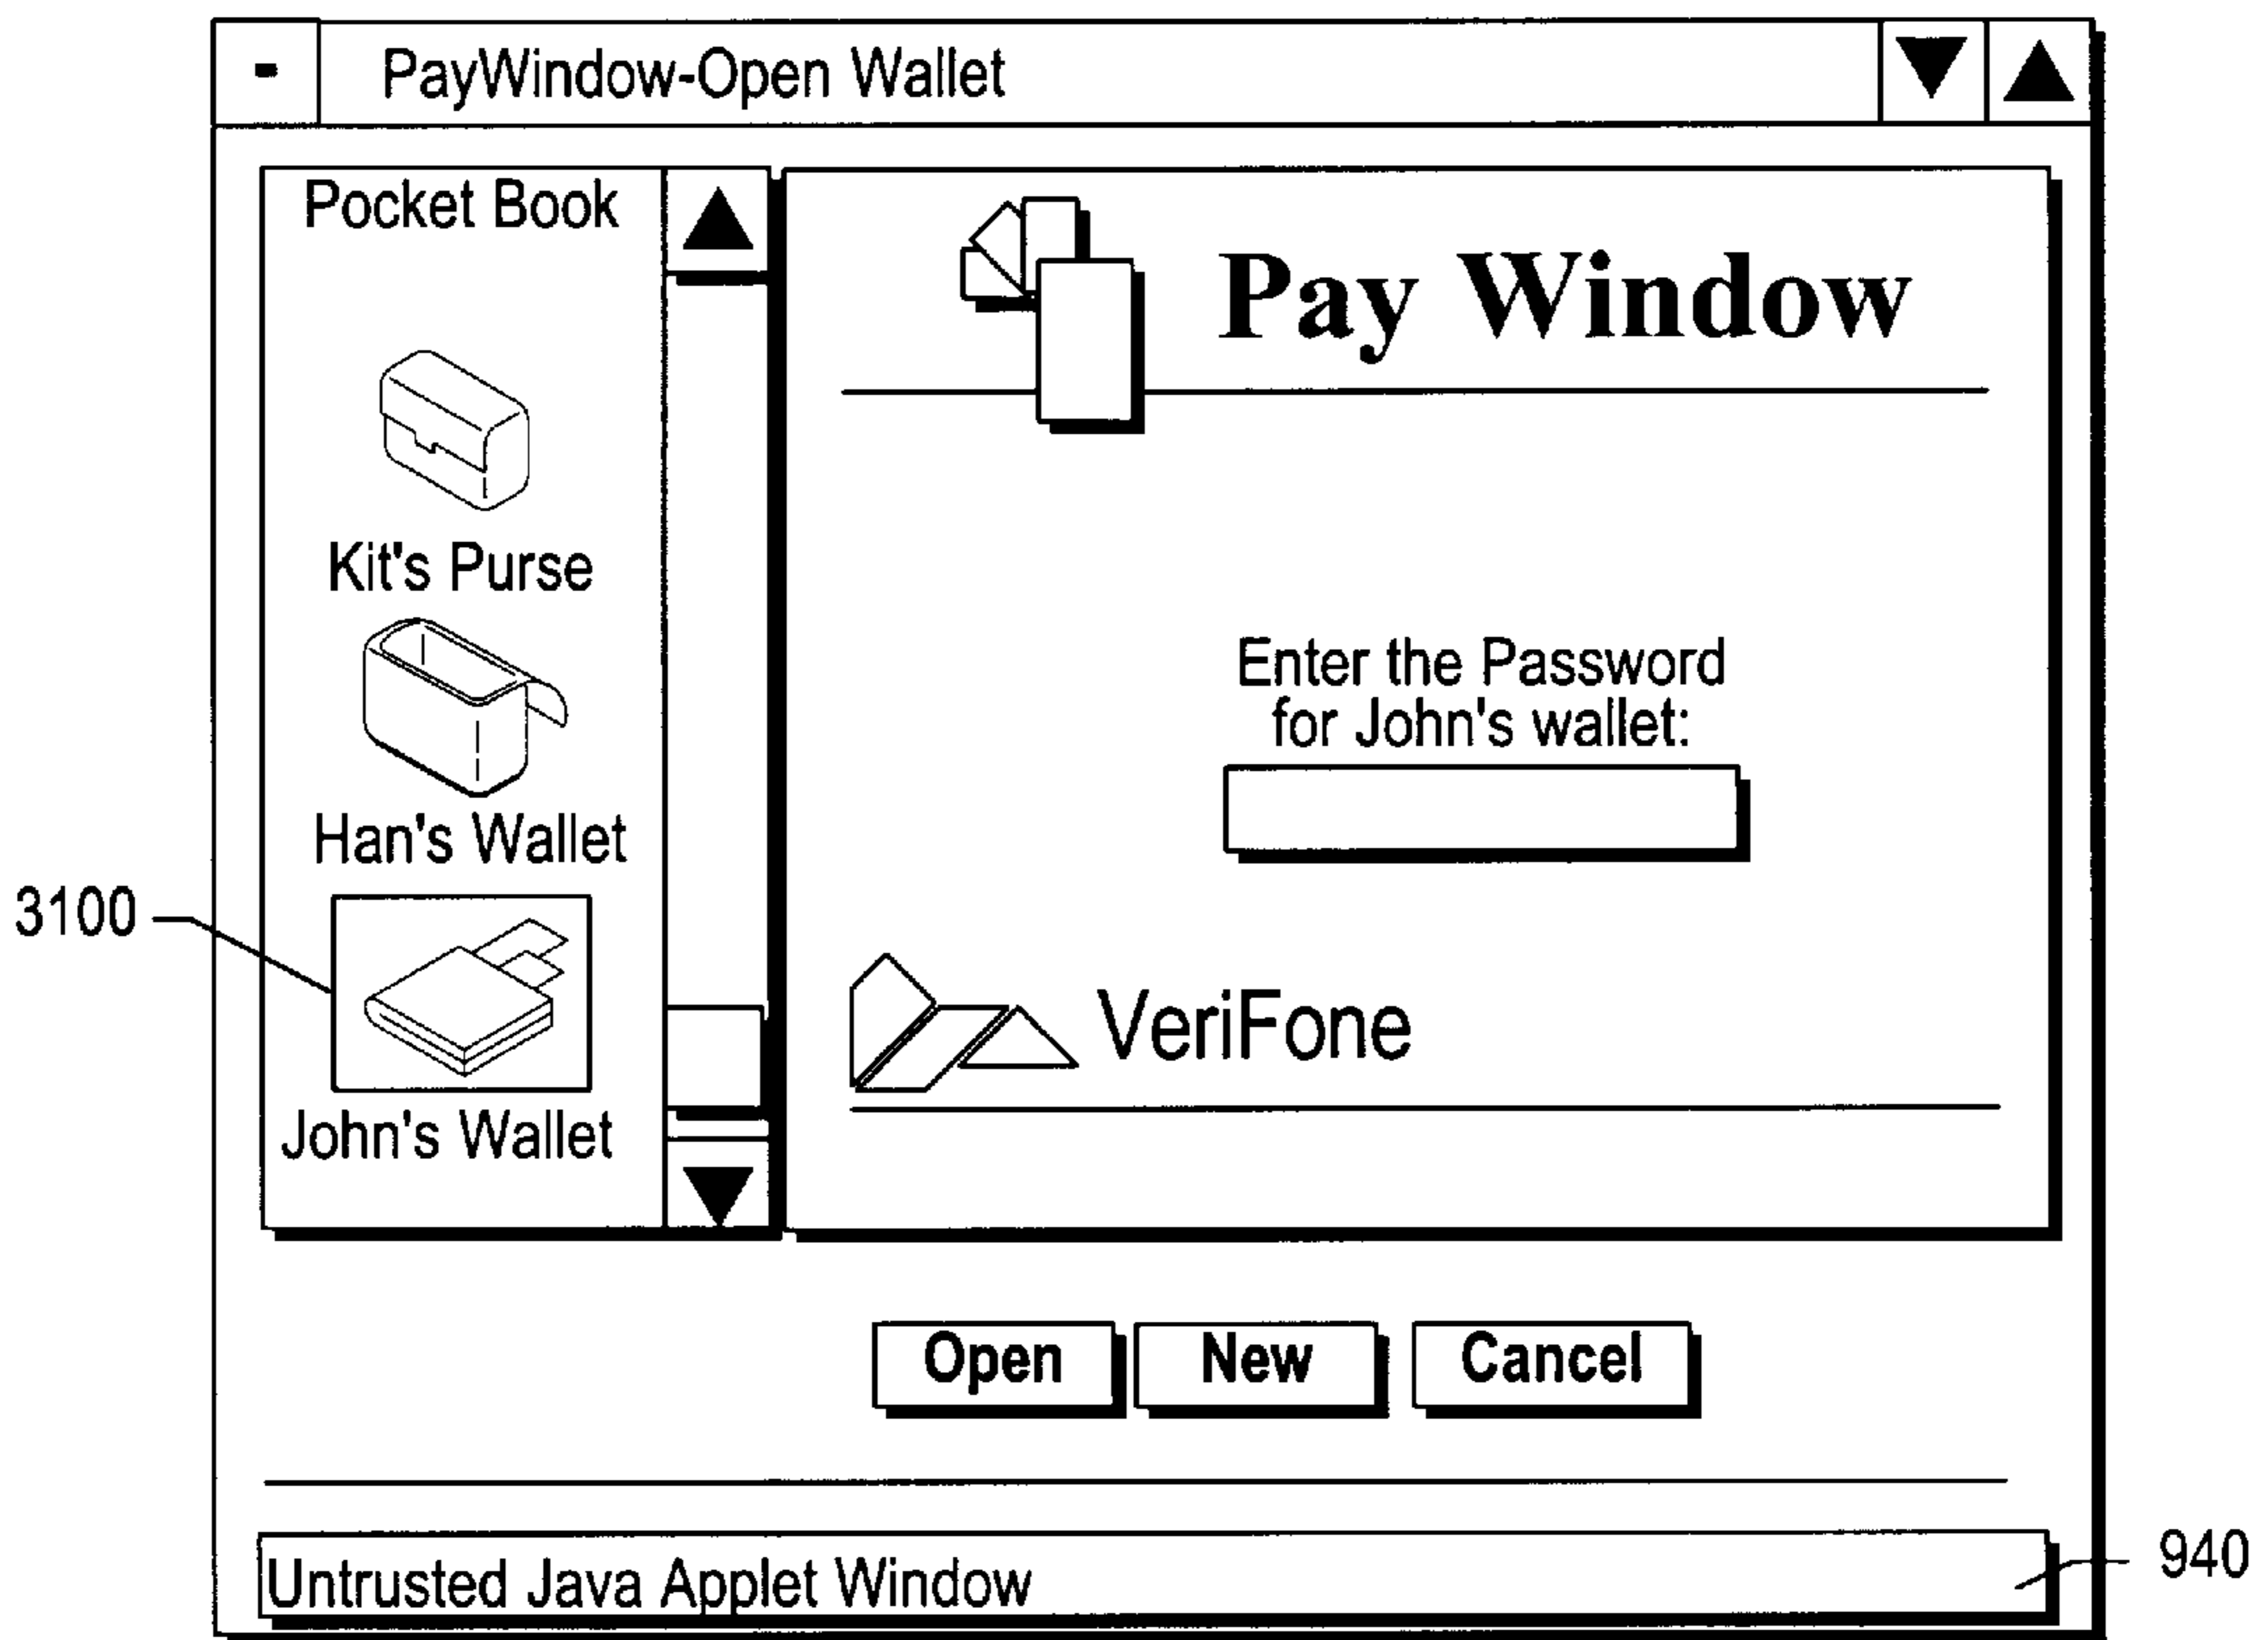 PayWindow-Open Wallet
Pocket Book
Kit's Purse
Han's Wallet
3100
John's Wallet
Pay Window
Enter the Password
for John's wallet:
VeriFone
Open
New
Cancel
Untrusted Java Applet Window
940